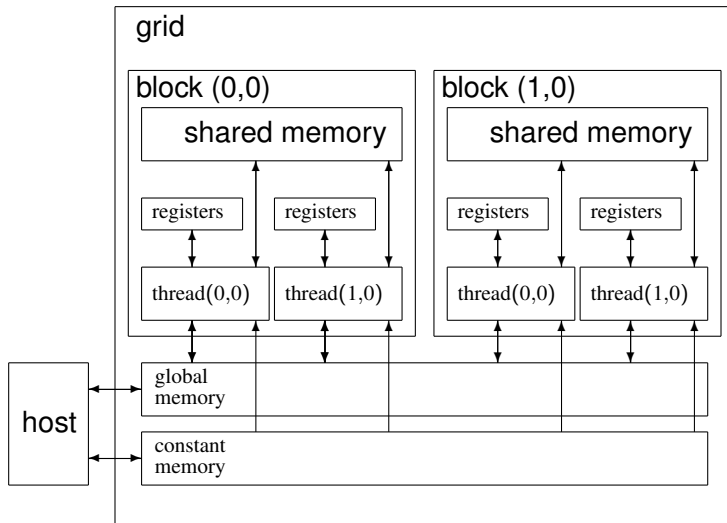 grid
block (0,0)
shared memory
registers
registers
thread(0,0)
thread(1,0)
block (1,0)
shared memory
registers
registers
thread(0,0)
thread(1,0)
host
global
memory
constant
memory